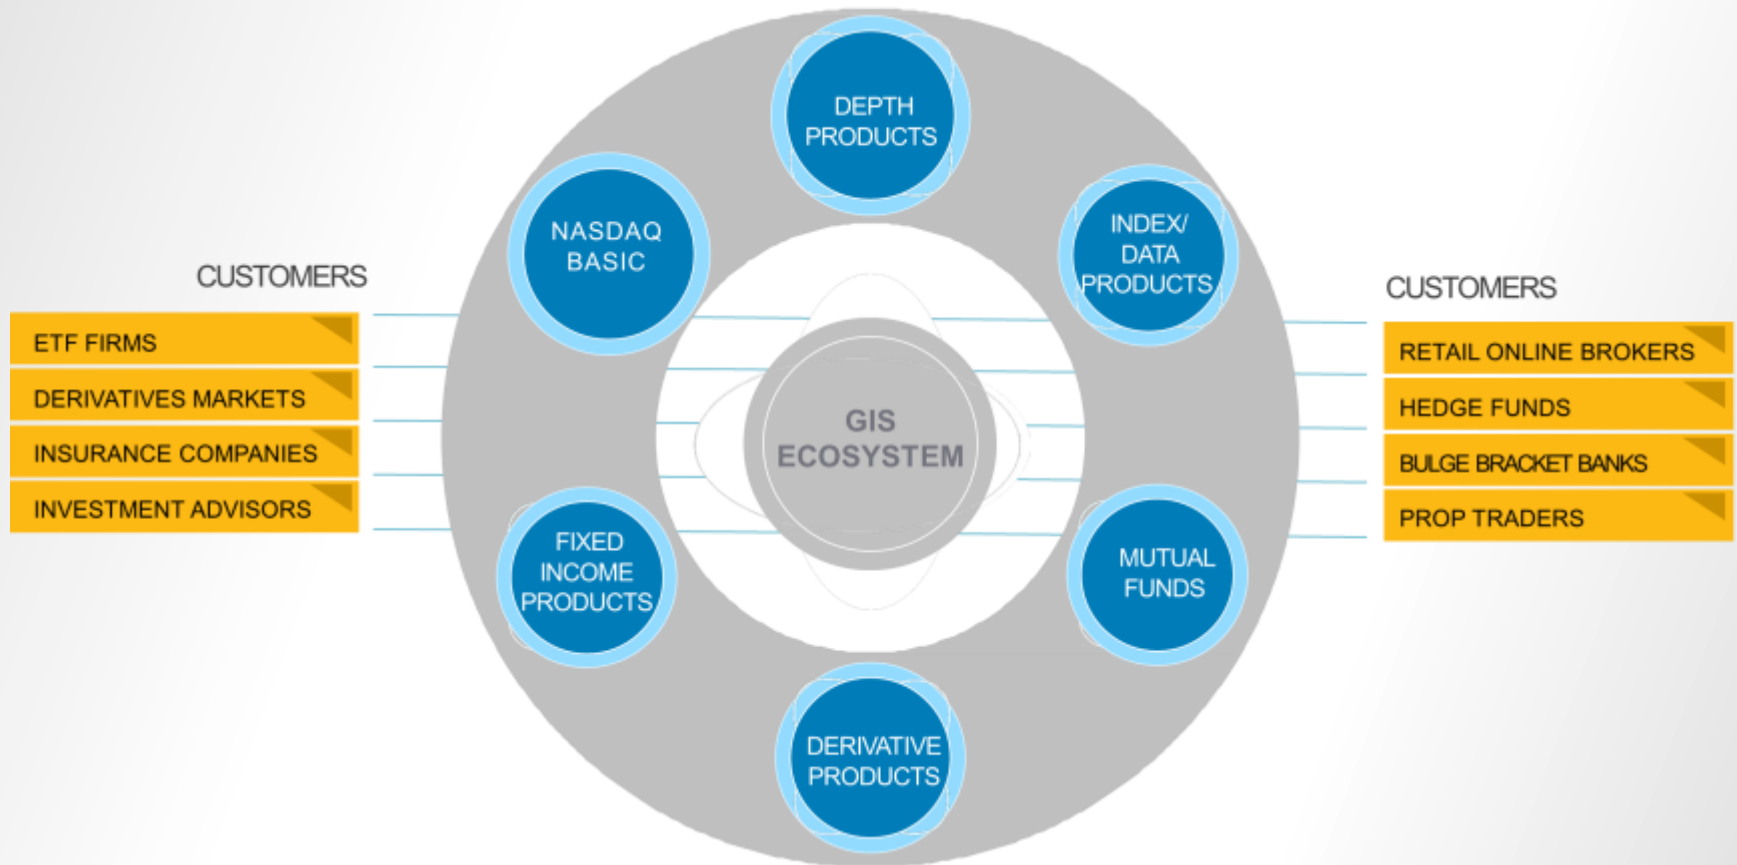 DEPTH
PRODUCTS
NASDAQ
BASIC
INDEX/
DATA
PRODUCTS
CUSTOMERS
ETF FIRMS
DERIVATIVES MARKETS
INSURANCE COMPANIES
INVESTMENT ADVISORS
GIS
ECOSYSTEM
CUSTOMERS
RETAIL ONLINE BROKERS
HEDGE FUNDS
BULGE BRACKET BANKS
PROP TRADERS
FIXED
INCOME
PRODUCTS
MUTUAL
FUNDS
DERIVATIVE
PRODUCTS